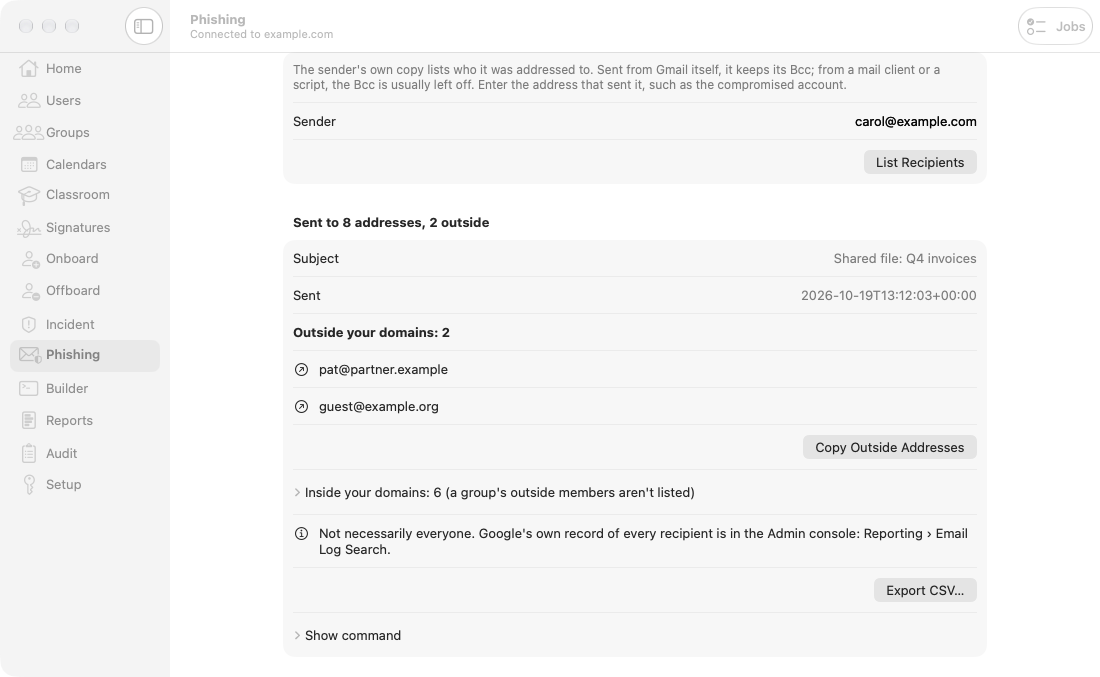 Phishing
Connected to example.com
Jobs
Home
Users
Groups
Calendars
Classroom
Signatures
Onboard
Offboard
Incident
Phishing
Builder
Reports
Audit
Setup
The sender's own copy lists who it was addressed to. Sent from Gmail itself, it keeps its Bcc; from a mail client or a
script, the Bcc is usually left off. Enter the address that sent it, such as the compromised account.
Sender carol@example.com
List Recipients
Sent to 8 addresses, 2 outside
Subject Shared file: Q4 invoices
Sent 2026-10-19T13:12:03+00:00
Outside your domains: 2
pat@partner.example
guest@example.org
Copy Outside Addresses
Inside your domains: 6 (a group's outside members aren't listed)
Not necessarily everyone. Google's own record of every recipient is in the Admin console: Reporting › Email
Log Search.
Export CSV...
Show command